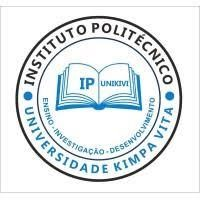 INSTITUTO POLITÉCNICO
IP UNIKIVI
ENSINO - INVESTIGAÇÃO - DESENVOLVIMENTO
UNIVERSIDADE KIMPA VITA